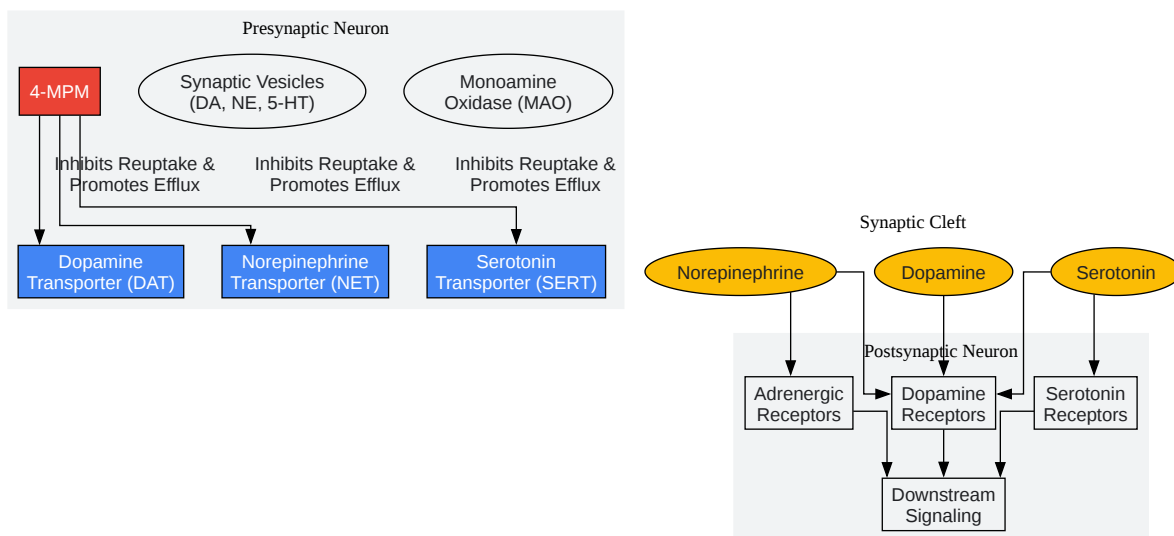 Presynaptic Neuron
4-MPM
Synaptic Vesicles
(DA, NE, 5-HT)
Monoamine
Oxidase (MAO)
Inhibits Reuptake &
Promotes Efflux
Inhibits Reuptake &
Promotes Efflux
Inhibits Reuptake &
Promotes Efflux
Dopamine
Transporter (DAT)
Norepinephrine
Transporter (NET)
Serotonin
Transporter (SERT)
Synaptic Cleft
Norepinephrine
Dopamine
Serotonin
Postsynaptic Neuron
Adrenergic
Receptors
Dopamine
Receptors
Serotonin
Receptors
Downstream
Signaling